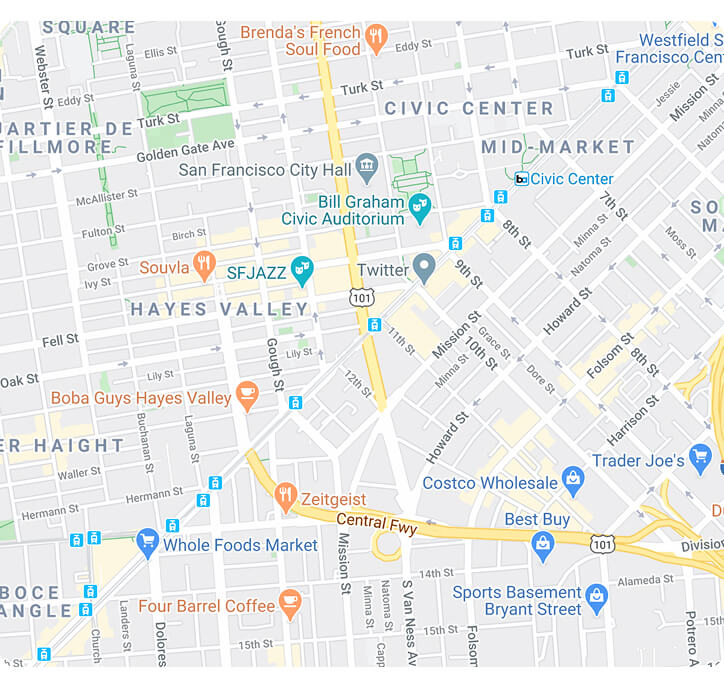 SQUARE
Webster St
Laguna St
Gough St
Brenda's French
Soul Food
Ellis St
Eddy St
Turk St
Westfield S
Francisco Cent
Eddy St
Turk St
CIVIC CENTER
Jessie
Mission St
Natoma
N
UARTIER DE
FILLMORE
Turk St
Golden Gate Ave
MID-MARKET
San Francisco City Hall
Civic Center
McAllister St
Bill Graham
Civic Auditorium
7th St
SO
MA
Fulton St
Birch St
8th St
Minna St
Natoma St
Moss St
Grove St
Ivy St
Souvla
SFJAZZ
Twitter
9th St
HAYES VALLEY
101
Howard St
Fell St
11th St
Mission St
Grace St
10th St
Folsom St
8th St
Lily St
Gough St
Minna St
Dore St
Oak St
Lily St
12th St
Boba Guys Hayes Valley
Harrison St
Buchanan St
Laguna St
Howard St
ER HAIGHT
Waller St
Trader Joe's
Hermann St
Costco Wholesale
Zeitgeist
Hermann St
Central Fwy
Best Buy
101
Whole Foods Market
Division
Mission St
14th St
Alameda St
BOCE
ANGLE
Four Barrel Coffee
Sports Basement
Bryant Street
Church
Landers St
Dolores
15th St
Minna St
Natoma St
Capp
S Van Ness Av
Folsom
15th St
15th St
Potrero A